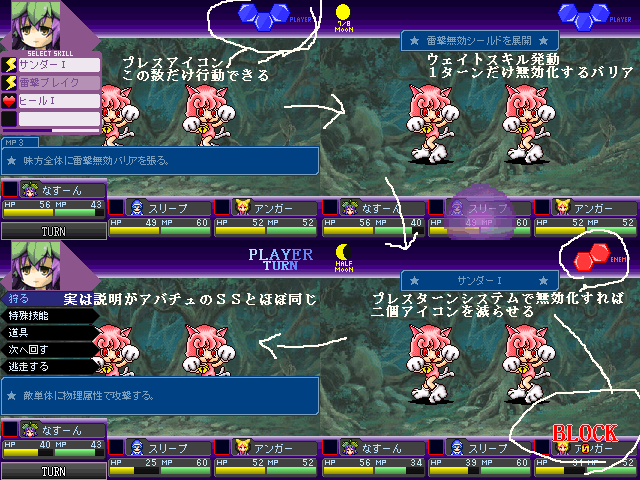 SELECT SKILL
サンダーⅠ
雷撃ブレイク
ヒールⅠ
MP 3
★ 味方全体に雷撃無効バリアを張る。
PLAYER
プレスアイコン
この数だけ行動できる
なすーん
HP MP
56 43
TURN
スリープ
HP MP
49 60
アンガー
HP MP
52 52
7/8
MooN
PLAYER
★ 雷撃無効シールドを展開 ★
ウェイトスキル発動
1ターンだけ無効化するバリア
なすーん
HP MP
56 40
スリープ
HP MP
49 60
アンガー
HP MP
52 52
PLAYER
TURN
狩る
特殊技能
道具
次へ回す
逃走する
実は説明がアバチュのSSとほぼ同じ
★ 敵単体に物理属性で攻撃する。
なすーん
HP MP
40 43
TURN
スリープ
HP MP
25 60
アンガー
HP MP
52 52
HALF
MooN
ENEM
★ サンダーⅠ ★
プレスターンシステムで無効化すれば
二個アイコンを減らせる
なすーん
HP MP
56 34
スリープ
HP MP
39 60
BLOCK
0
HP MP
31 52